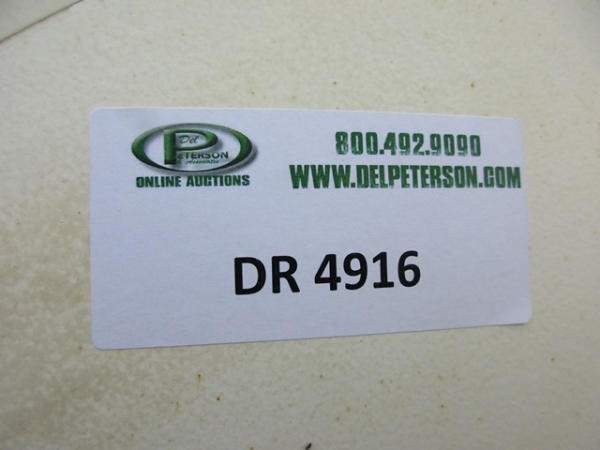 Del
PETERSON
& Associates
ONLINE AUCTIONS
800.492.9090
WWW.DELPETERSON.COM
DR 4916